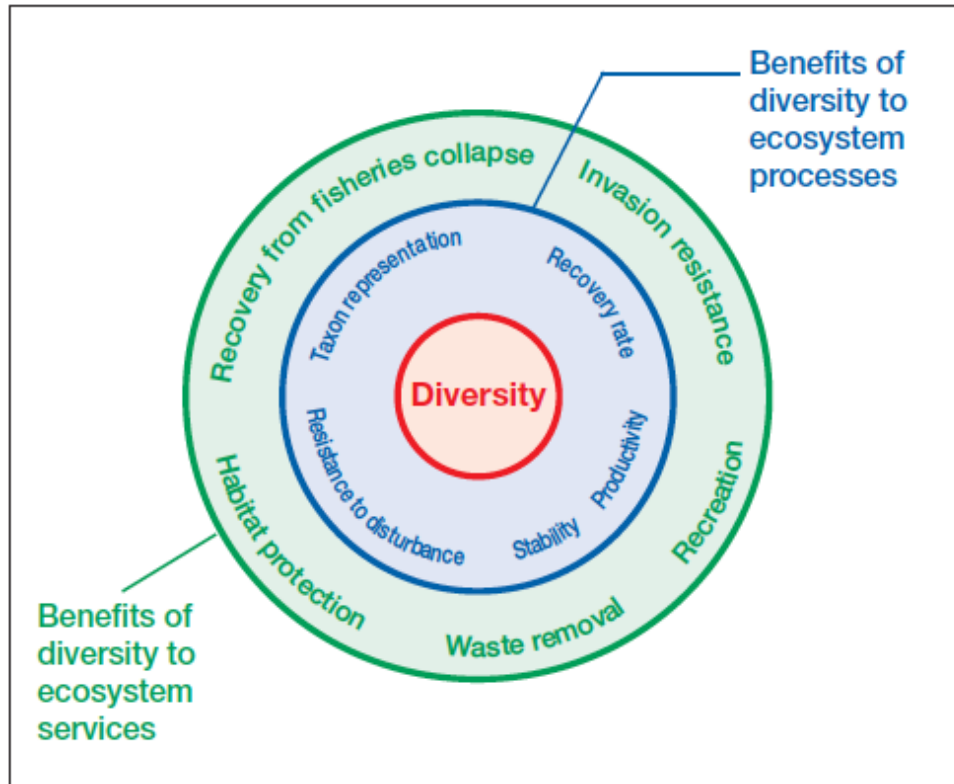 Benefits of
diversity to
ecosystem
processes
Recovery from fisheries collapse
Invasion resistance
Taxon representation
Recovery rate
Diversity
Resistance to disturbance
Stability
Productivity
Habitat protection
Waste removal
Recreation
Benefits of
diversity to
ecosystem
services